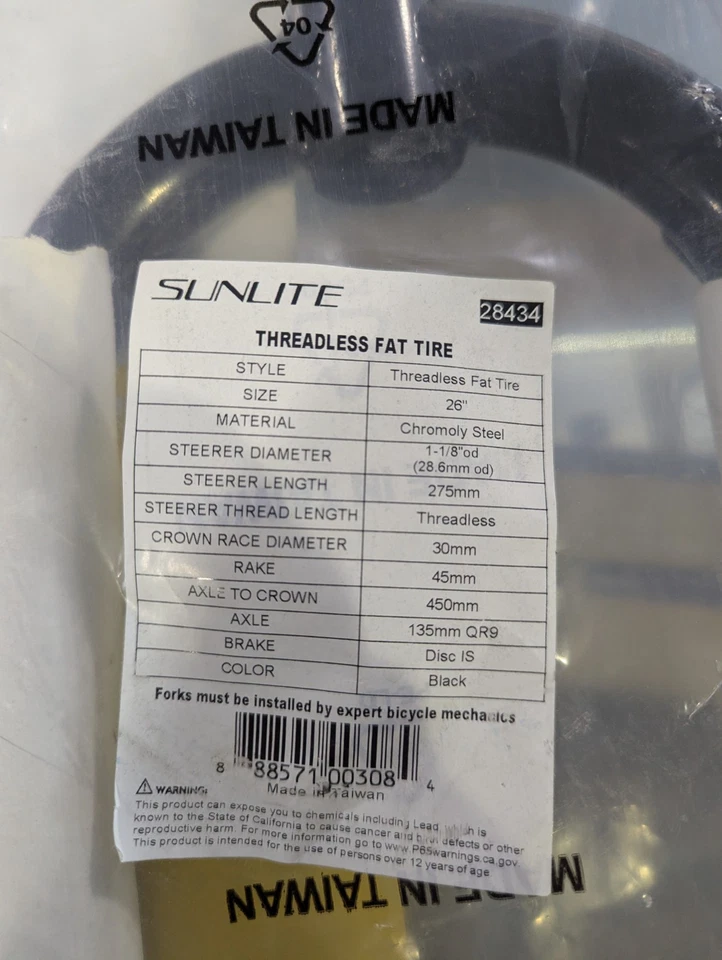 04
MADE IN TAIWAN
SUNLITE
28434
THREADLESS FAT TIRE
STYLE Threadless Fat Tire
SIZE 26"
MATERIAL Chromoly Steel
STEERER DIAMETER 1-1/8"od
(28.6mm od)
STEERER LENGTH 275mm
STEERER THREAD LENGTH Threadless
CROWN RACE DIAMETER 30mm
RAKE 45mm
AXLE TO CROWN 450mm
AXLE 135mm QR9
BRAKE Disc IS
COLOR Black
Forks must be installed by expert bicycle mechanics
8 88571 00308 4
Made in Taiwan
WARNING:
This product can expose you to chemicals including Lead, which is
known to the State of California to cause cancer and birth defects or other
reproductive harm. For more information go to www.P65warnings.ca.gov.
This product is intended for the use of persons over 12 years of age
MADE IN TAIWAN